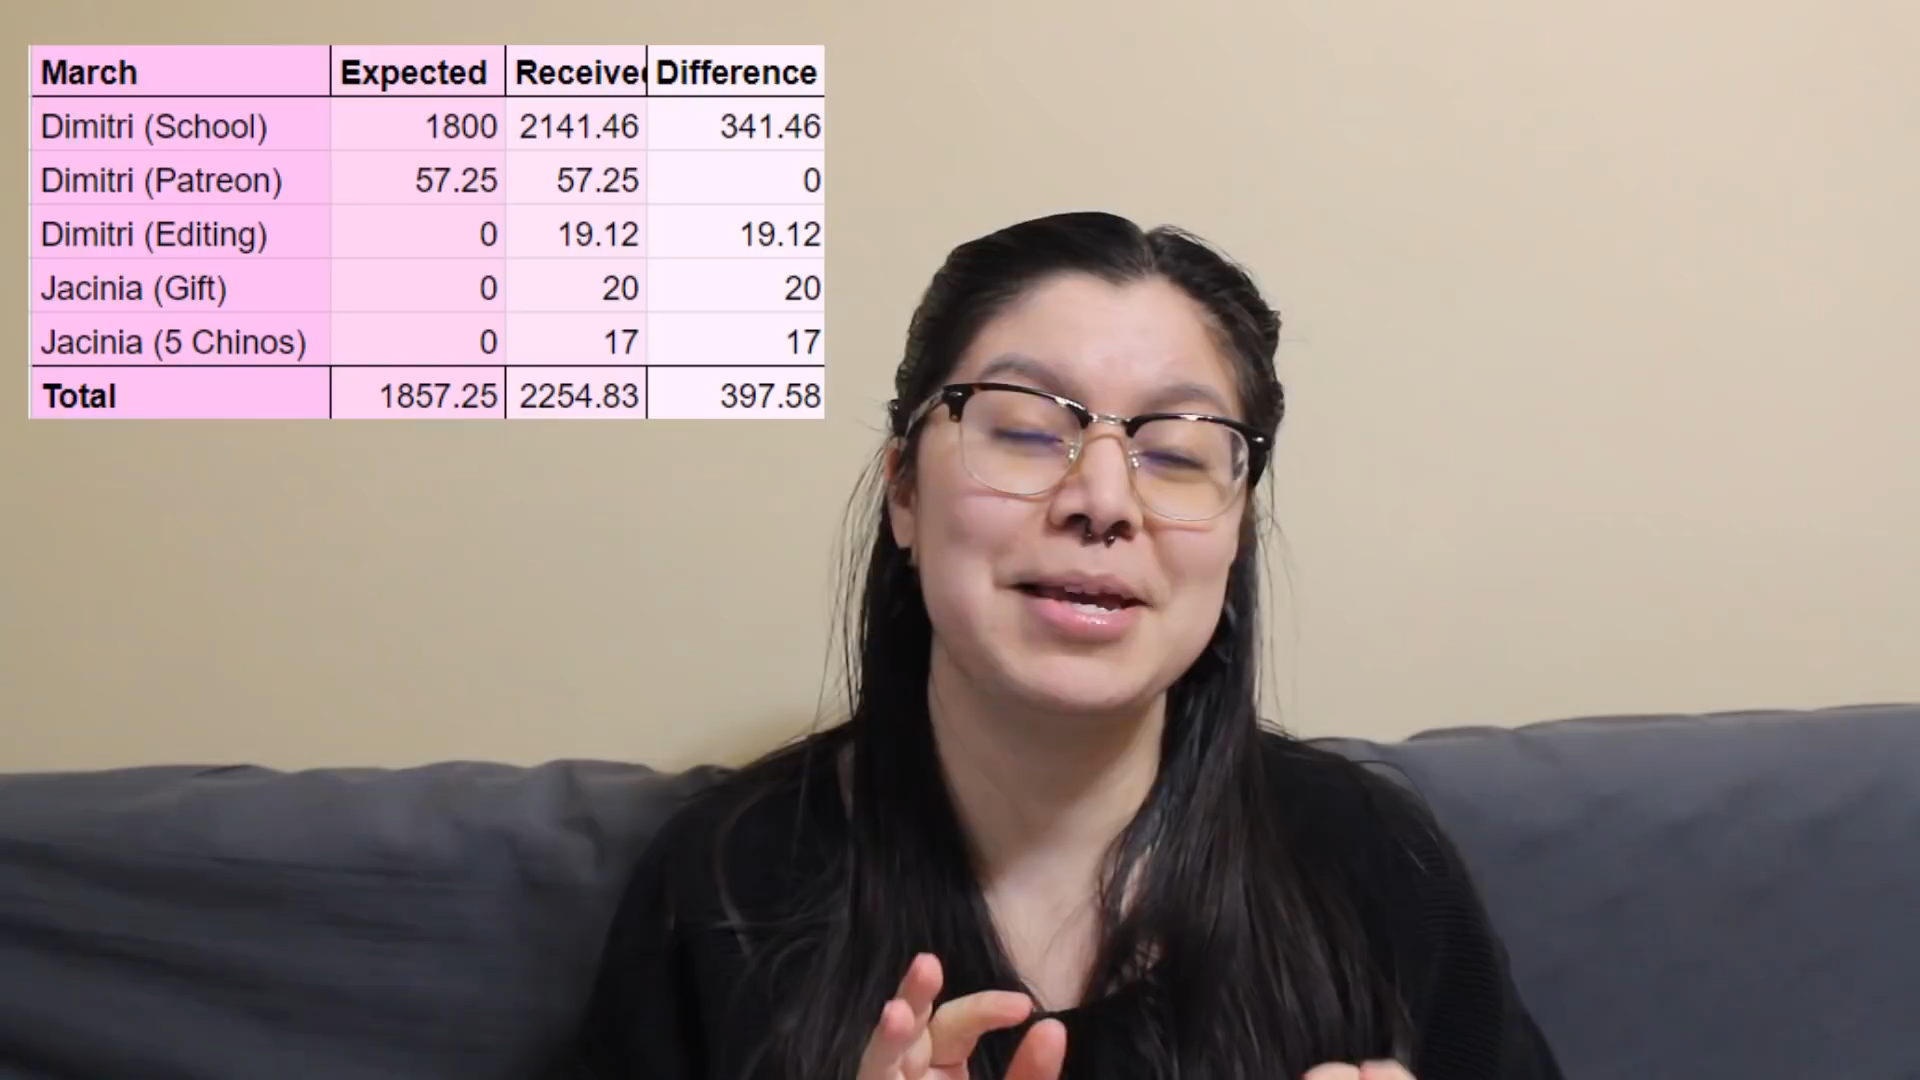 March Expected Received Difference
Dimitri (School) 1800 2141.46 341.46
Dimitri (Patreon) 57.25 57.25 0
Dimitri (Editing) 0 19.12 19.12
Jacinia (Gift) 0 20 20
Jacinia (5 Chinos) 0 17 17
Total 1857.25 2254.83 397.58